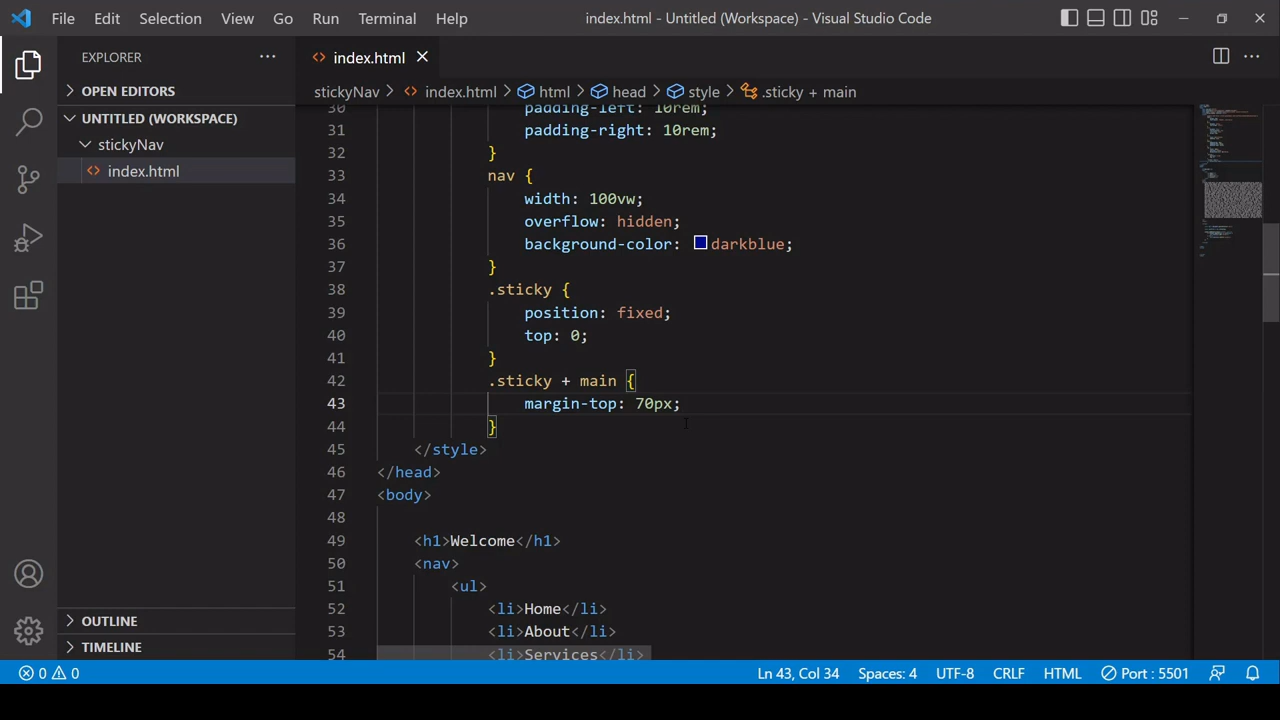 File Edit Selection View Go Run Terminal Help index.html - Untitled (Workspace) - Visual Studio Code
EXPLORER
index.html
OPEN EDITORS
UNTITLED (WORKSPACE)
stickyNav
index.html
OUTLINE
TIMELINE
stickyNav index.html html head style .sticky + main
30 padding-left: 10rem;
31 padding-right: 10rem;
32 }
33 nav {
34 width: 100vw;
35 overflow: hidden;
36 background-color: darkblue;
37 }
38 .sticky {
39 position: fixed;
40 top: 0;
41 }
42 .sticky + main {
43 margin-top: 70px;
44 }
45 </style>
46 </head>
47 <body>
48
49 <h1>Welcome</h1>
50 <nav>
51 <ul>
52 <li>Home</li>
53 <li>About</li>
54 <li>Services</li>
0 0 Ln 43, Col 34 Spaces: 4 UTF-8 CRLF HTML Port : 5501